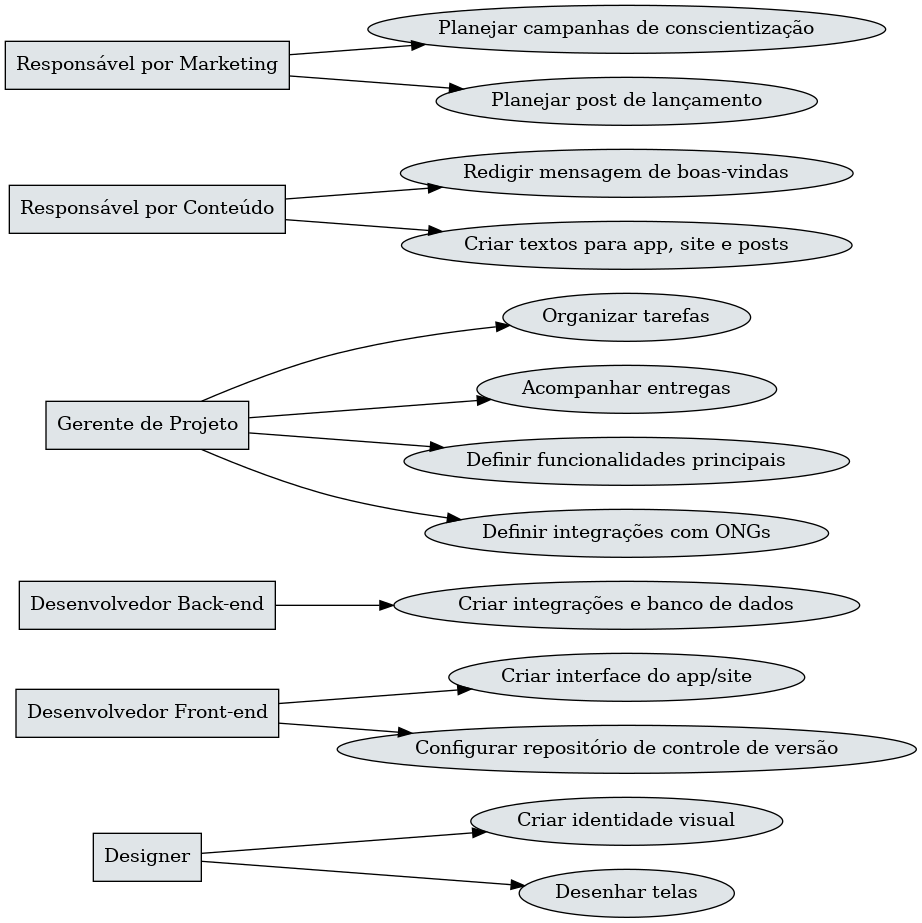 Responsável por Marketing
Planejar campanhas de conscientização
Planejar post de lançamento
Responsável por Conteúdo
Redigir mensagem de boas-vindas
Criar textos para app, site e posts
Gerente de Projeto
Organizar tarefas
Acompanhar entregas
Definir funcionalidades principais
Definir integrações com ONGs
Desenvolvedor Back-end
Criar integrações e banco de dados
Desenvolvedor Front-end
Criar interface do app/site
Configurar repositório de controle de versão
Designer
Criar identidade visual
Desenhar telas